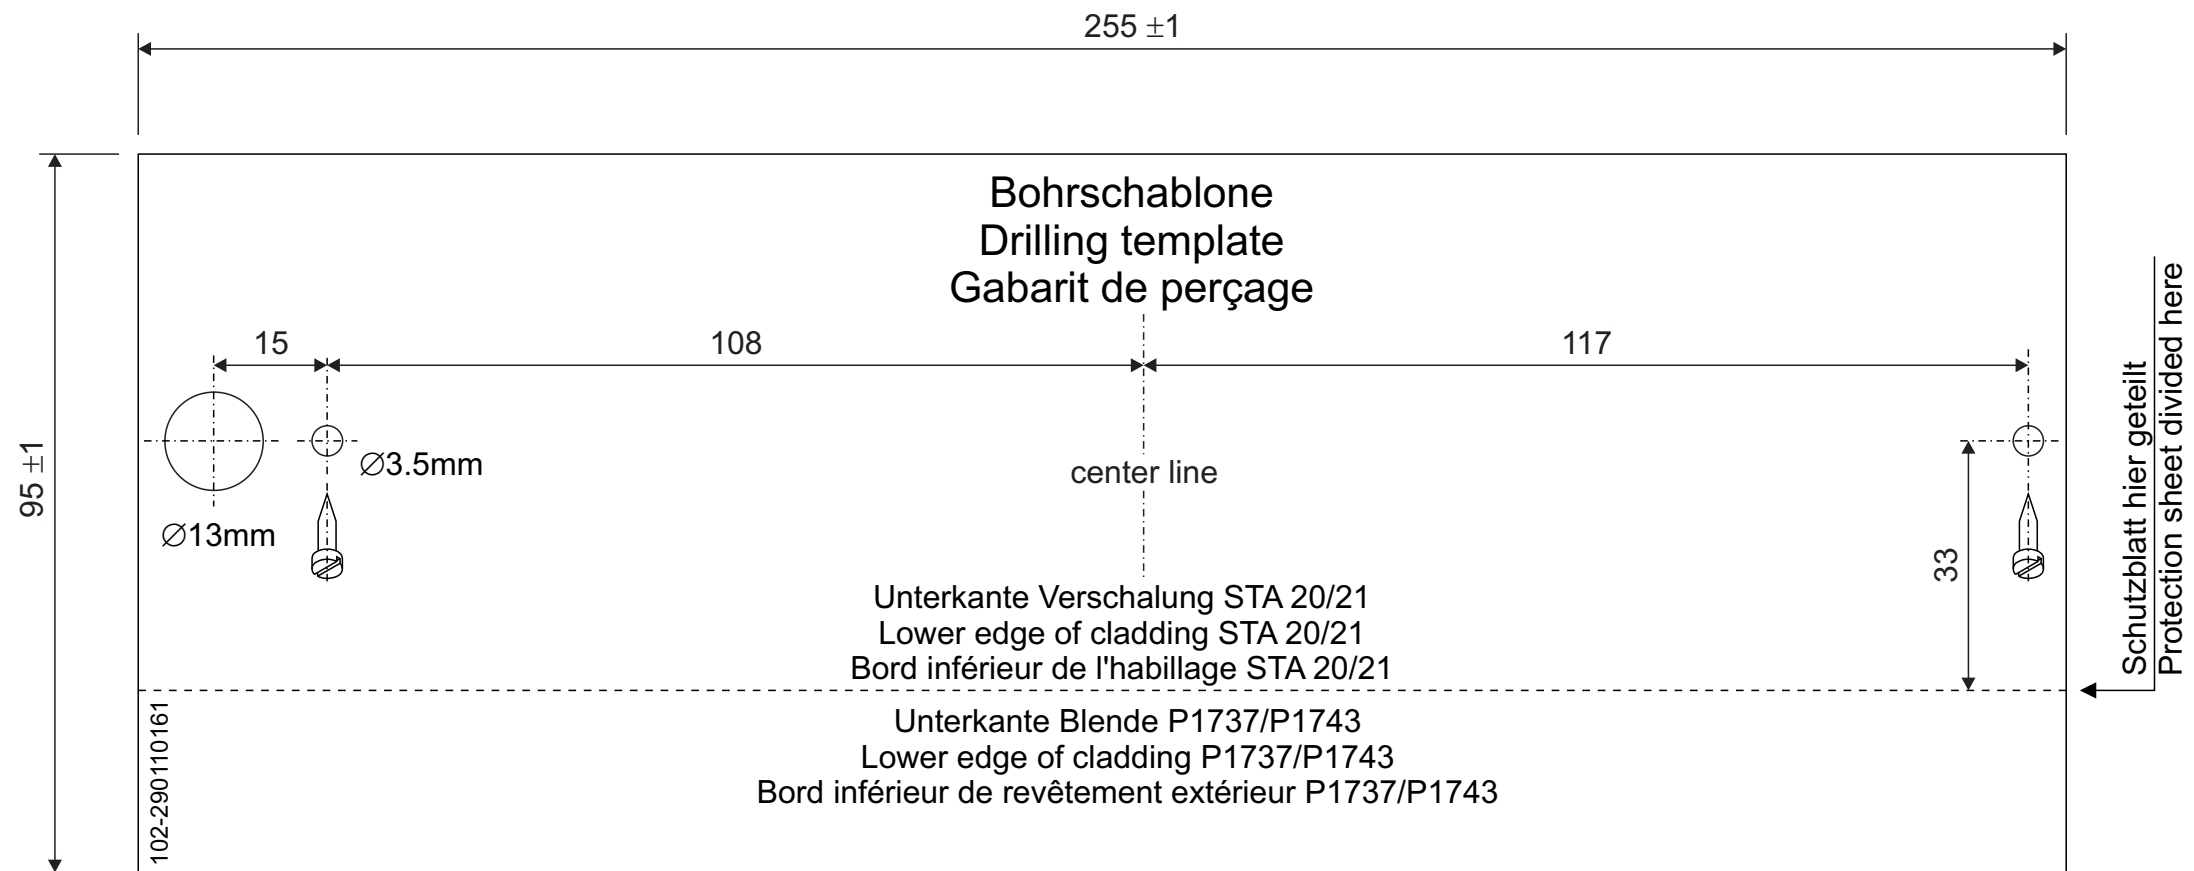 255 ±1
Bohrschablone
Drilling template
Gabarit de perçage
15
108
117
95 ±1
∅3.5mm
center line
∅13mm
33
Schutzblatt hier geteilt
Protection sheet divided here
Unterkante Verschalung STA 20/21
Lower edge of cladding STA 20/21
Bord inférieur de l'habillage STA 20/21
102-290110161
Unterkante Blende P1737/P1743
Lower edge of cladding P1737/P1743
Bord inférieur de revêtement extérieur P1737/P1743